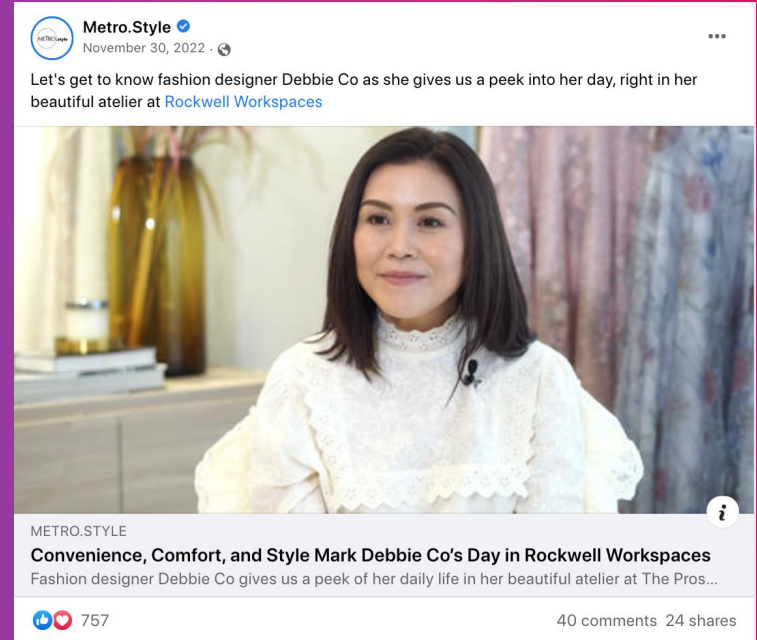 METRO.style
Metro.Style
November 30, 2022 ·
Let's get to know fashion designer Debbie Co as she gives us a peek into her day, right in her
beautiful atelier at Rockwell Workspaces
METRO.STYLE
Convenience, Comfort, and Style Mark Debbie Co's Day in Rockwell Workspaces
Fashion designer Debbie Co gives us a peek of her daily life in her beautiful atelier at The Pros...
757
40 comments 24 shares